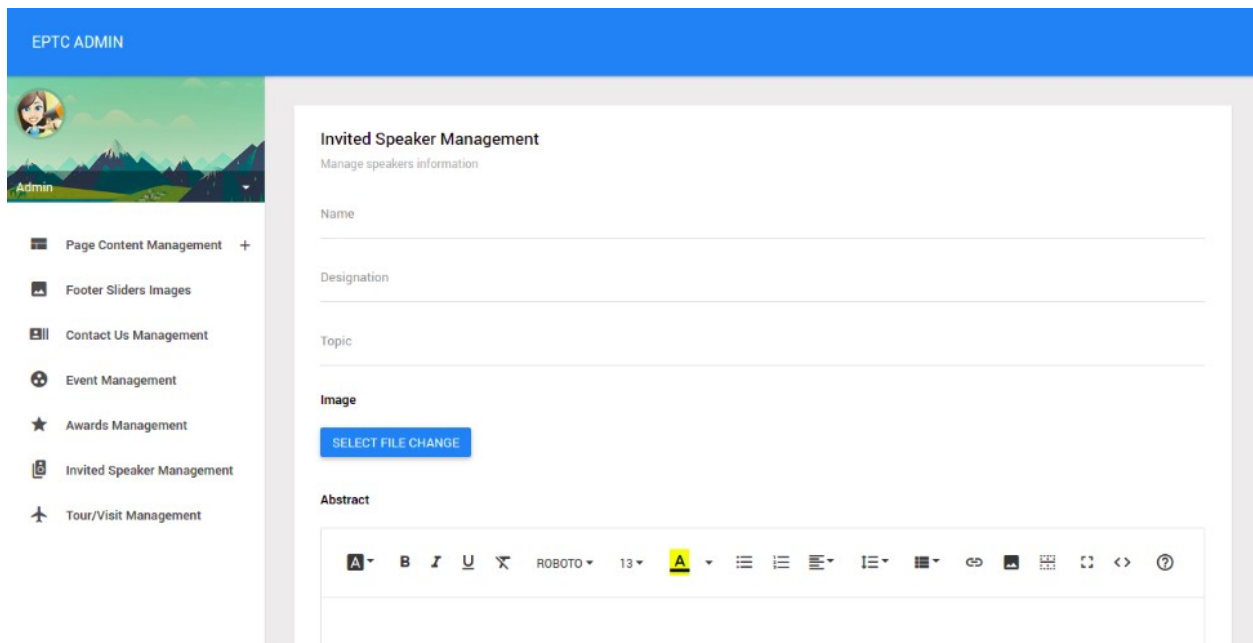 EPTC ADMIN
Admin
Page Content Management +
Footer Sliders Images
Contact Us Management
Event Management
Awards Management
Invited Speaker Management
Tour/Visit Management
Invited Speaker Management
Manage speakers information
Name
Designation
Topic
Image
SELECT FILE CHANGE
Abstract
A B I U ROBOTO 13 A